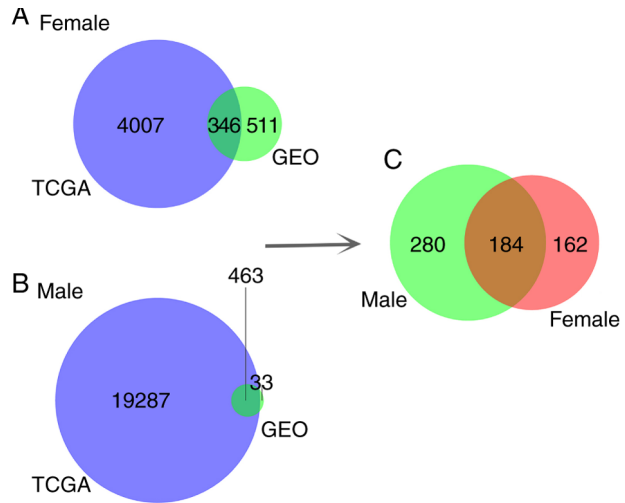 A Female
4007
346 511
GEO
TCGA
C
280
184
162
Male
Female
B Male
463
33
19287
GEO
TCGA